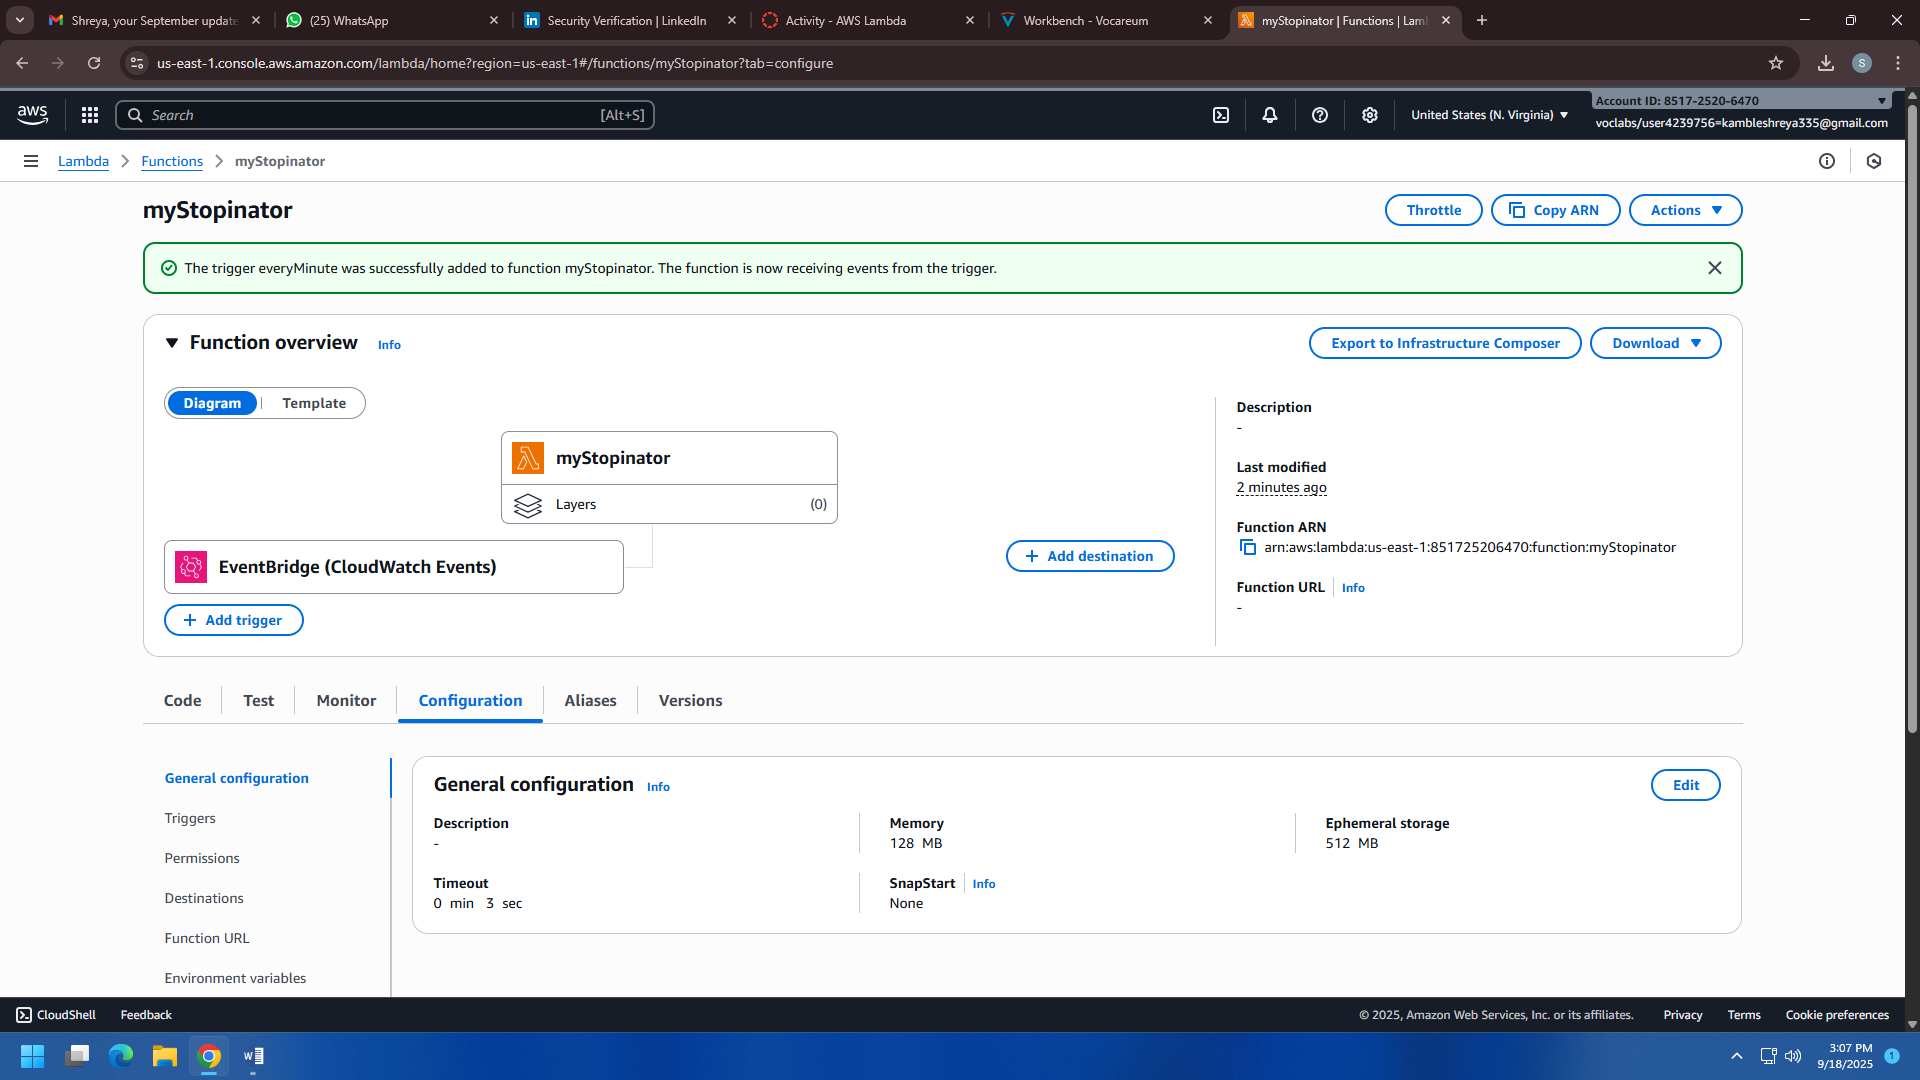 Shreya, your September update
(25) WhatsApp
Security Verification | LinkedIn
Activity - AWS Lambda
Workbench - Vocareum
myStopinator | Functions | Lam
us-east-1.console.aws.amazon.com/lambda/home?region=us-east-1#/functions/myStopinator?tab=configure
S
aws
Search
[Alt+S]
United States (N. Virginia)
Account ID: 8517-2520-6470
voclabs/user4239756=kambleshreya335@gmail.com
Lambda
Functions
myStopinator
myStopinator
Throttle
Copy ARN
Actions
The trigger everyMinute was successfully added to function myStopinator. The function is now receiving events from the trigger.
Function overview
Info
Export to Infrastructure Composer
Download
Diagram
Template
myStopinator
Layers
(0)
EventBridge (CloudWatch Events)
Add trigger
Add destination
Description
-
Last modified
2 minutes ago
Function ARN
arn:aws:lambda:us-east-1:851725206470:function:myStopinator
Function URL
Info
-
Code
Test
Monitor
Configuration
Aliases
Versions
General configuration
Triggers
Permissions
Destinations
Function URL
Environment variables
General configuration
Info
Edit
Description
-
Memory
128 MB
Ephemeral storage
512 MB
Timeout
0 min 3 sec
SnapStart
Info
None
CloudShell
Feedback
© 2025, Amazon Web Services, Inc. or its affiliates.
Privacy
Terms
Cookie preferences
3:07 PM
9/18/2025
1